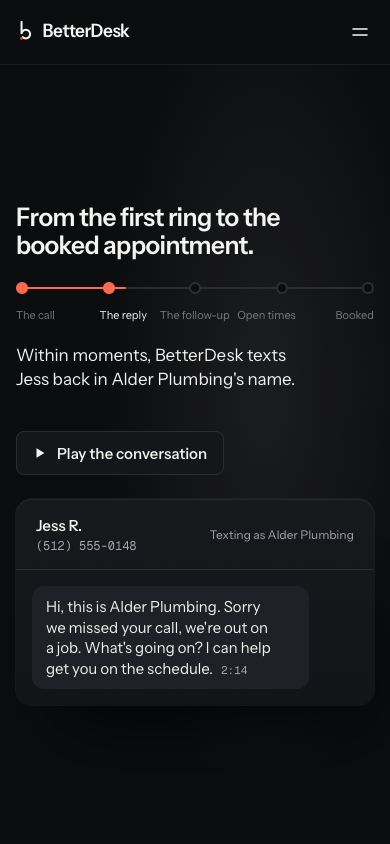 BetterDesk
From the first ring to the
booked appointment.
The call The reply The follow-up Open times Booked
Within moments, BetterDesk texts
Jess back in Alder Plumbing's name.
Play the conversation
Jess R.
(512) 555-0148
Texting as Alder Plumbing
Hi, this is Alder Plumbing. Sorry
we missed your call, we're out on
a job. What's going on? I can help
get you on the schedule. 2:14